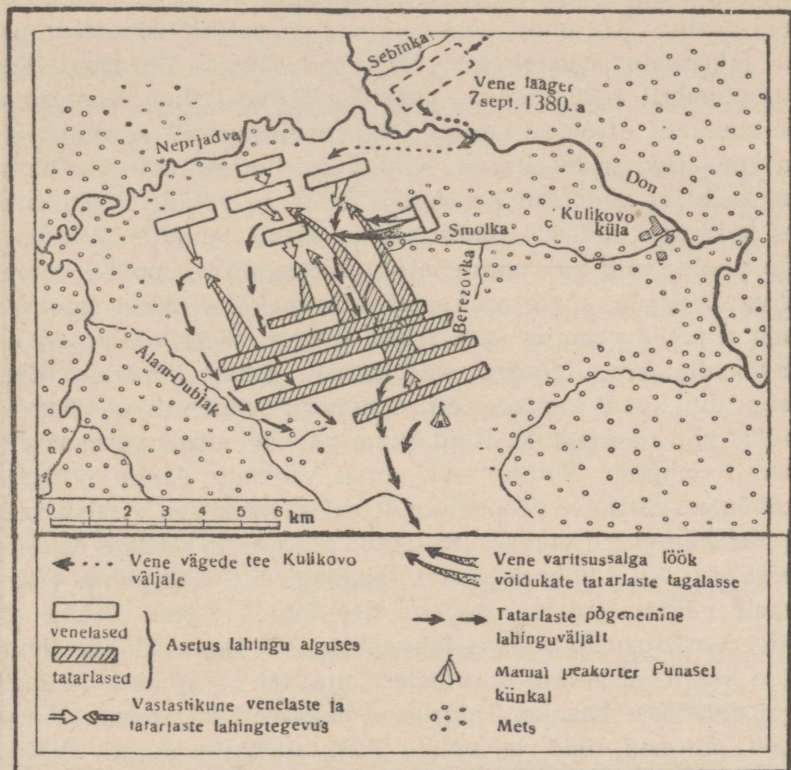 Sebinka
Vene laager
7 sept. 1380.a
Neprjadva
Don
Kulikovo
küla
Smolka
Berezovka
Alam-Dubjak
0 1 2 3 4 5 6
km
Vene vägede tee Kulikovo
väljale
venelased
tatarlased
Asetus lahingu alguses
Vastastikune venelaste ja
tatarlaste lahingtegevus
Vene varitsussalga löök
võidukate tatarlaste tagalasse
Tatarlaste põgenemine
lahinguväljalt
Mamai peakorter Punasel
künkal
Mets